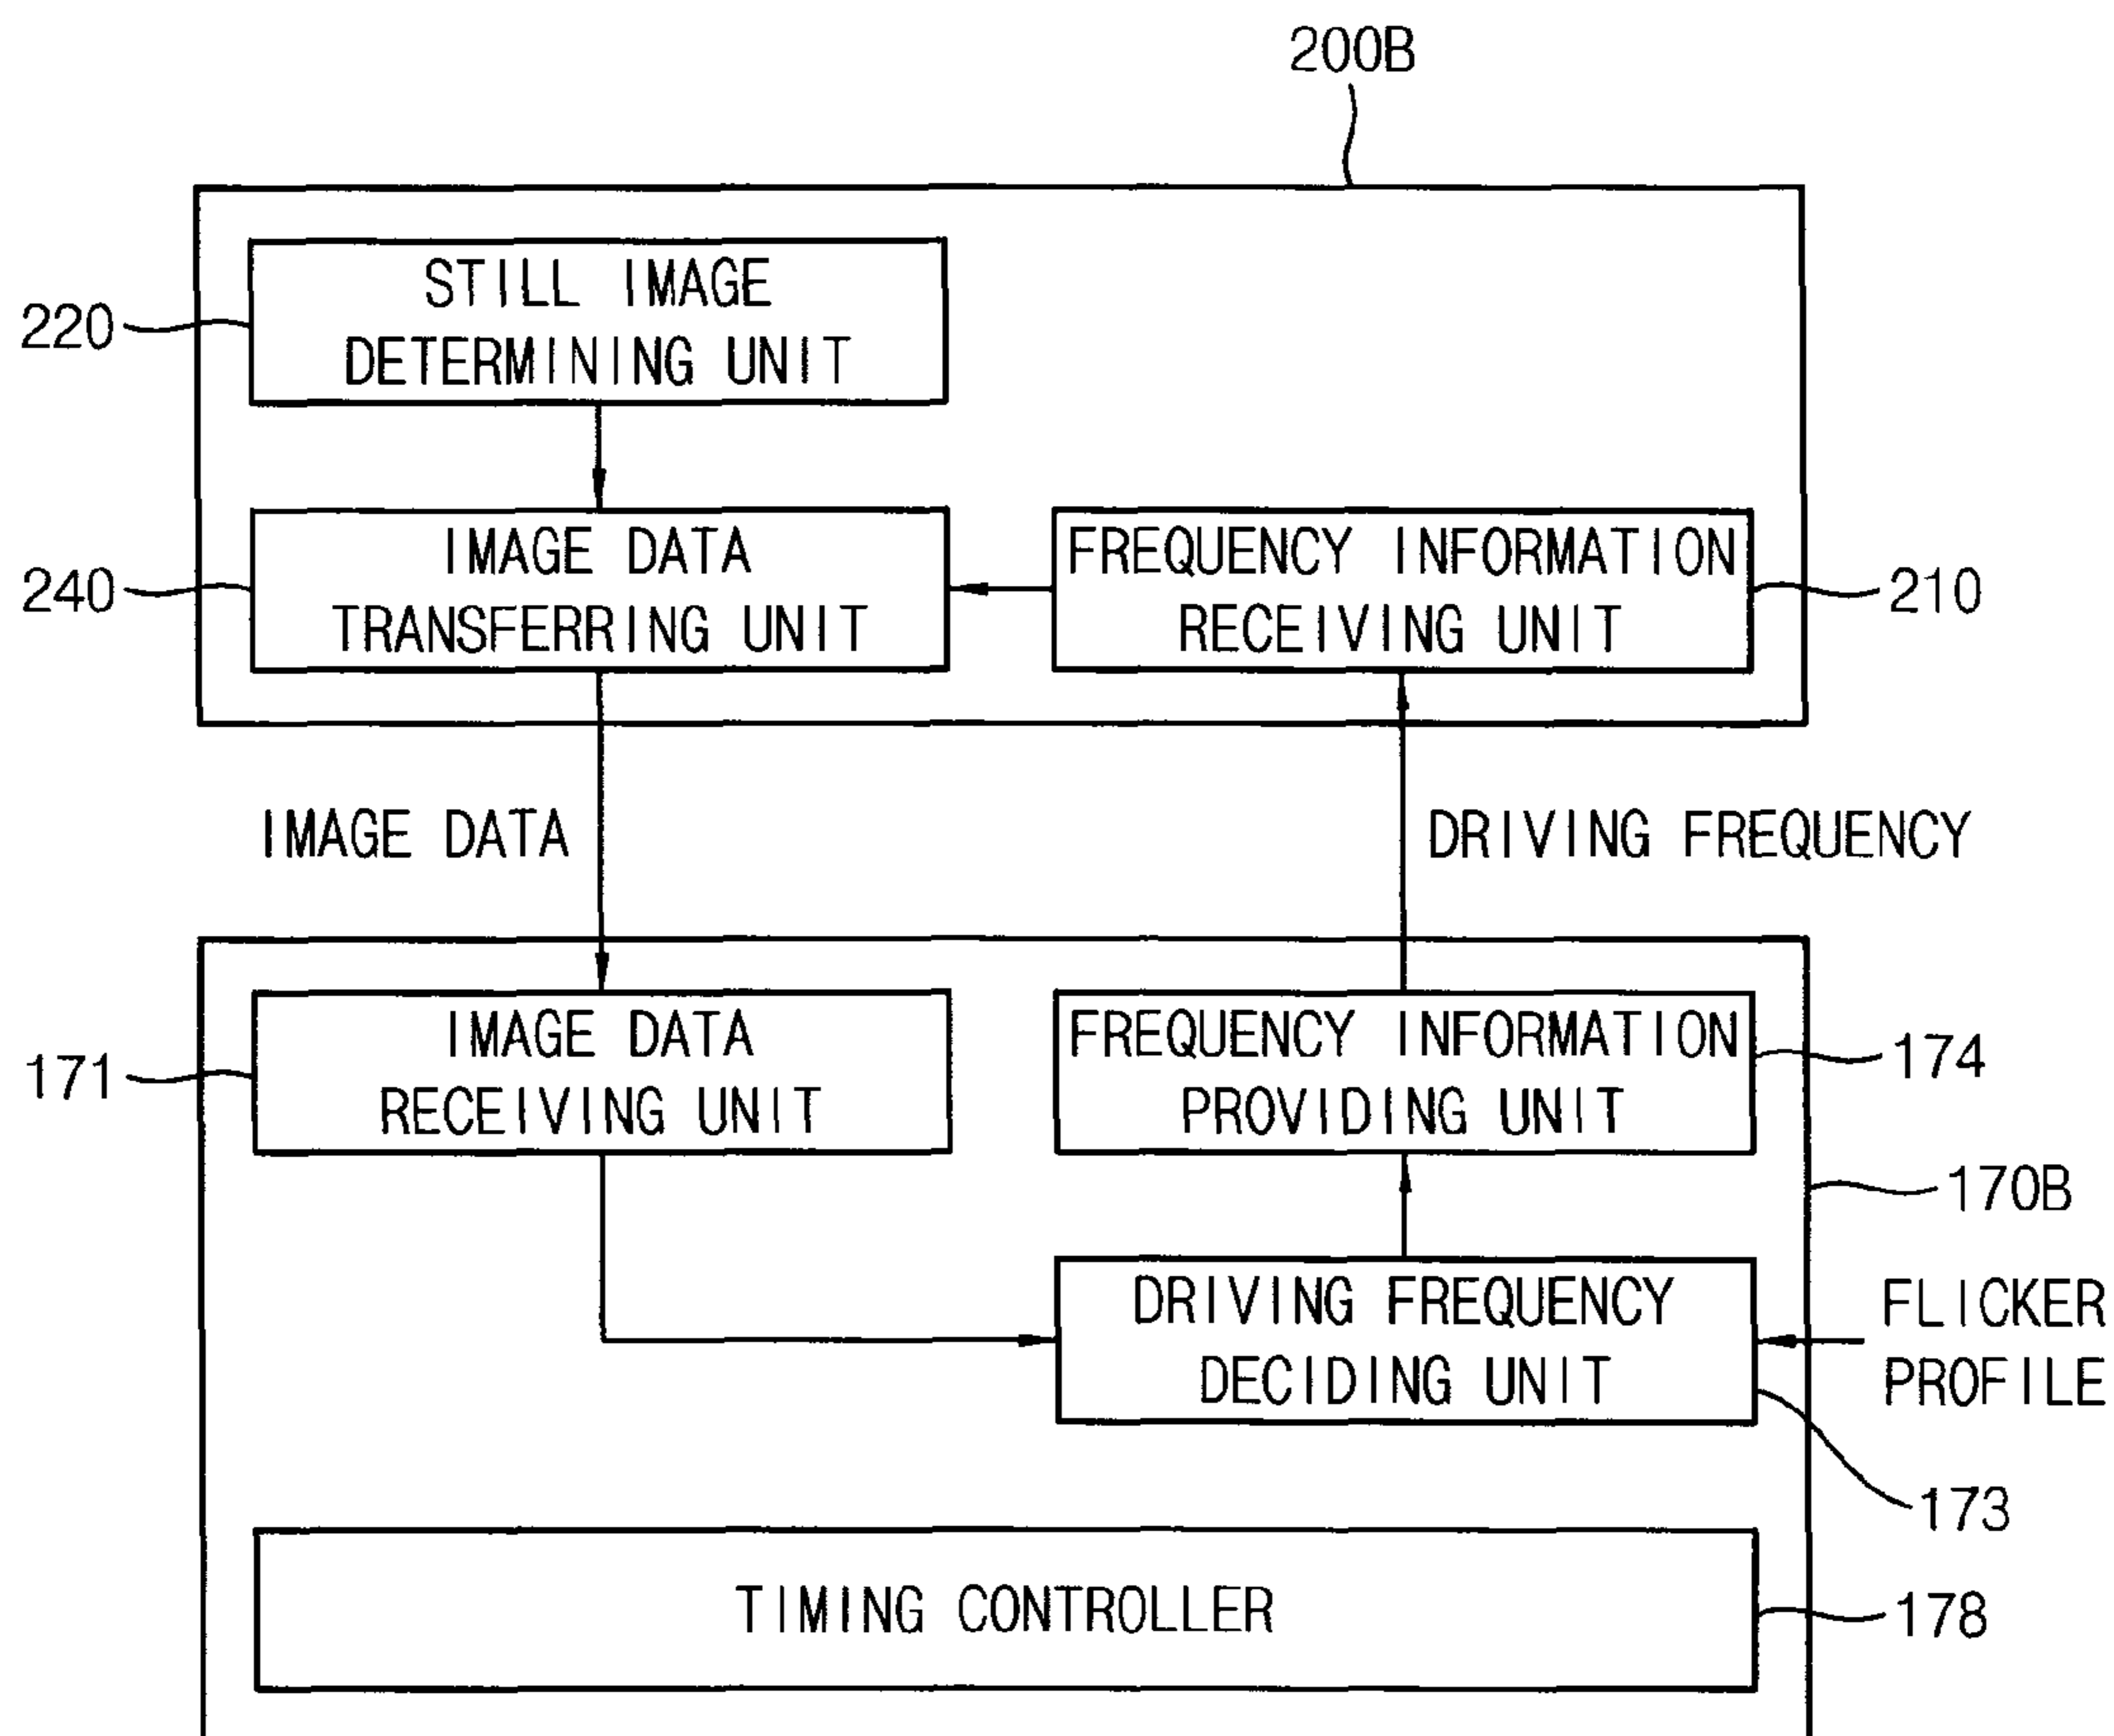 200B
STILL IMAGE
DETERMINING UNIT
220
IMAGE DATA
TRANSFERRING UNIT
240
FREQUENCY INFORMATION
RECEIVING UNIT
210
IMAGE DATA
DRIVING FREQUENCY
IMAGE DATA
RECEIVING UNIT
171
FREQUENCY INFORMATION
PROVIDING UNIT
174
170B
DRIVING FREQUENCY
DECIDING UNIT
FLICKER
PROFILE
173
TIMING CONTROLLER
178